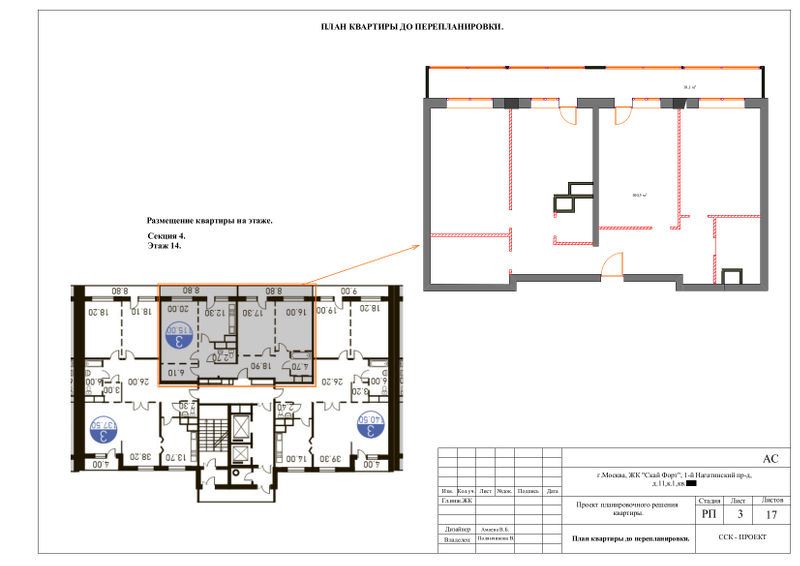 ПЛАН КВАРТИРЫ ДО ПЕРЕПЛАНИРОВКИ.
Размещение квартиры на этаже.
Секция 4.
Этаж 14.
8.80
8.80
9.00
18.20
18.10
20.00
12.30
17.30
16.00
19.00
18.20
3
115.00
2.70
6.10
18.90
4.70
6.00
3.00
26.00
26.20
3.20
6.00
3
137.50
2.40
3
140.50
4.00
38.20
13.70
14.00
39.30
4.00
АС
г.Москва, ЖК "Скай Форт", 1-й Нагатинский пр-д,
д.11,к.1,кв.
Изм. Кол.уч. Лист №док. Подпись Дата
Гл.инж.ЖК
Проект планировочного решения
квартиры.
Стадия Лист Листов
РП 3 17
Дизайнер
Владелец
План квартиры до перепланировки.
ССК - ПРОЕКТ